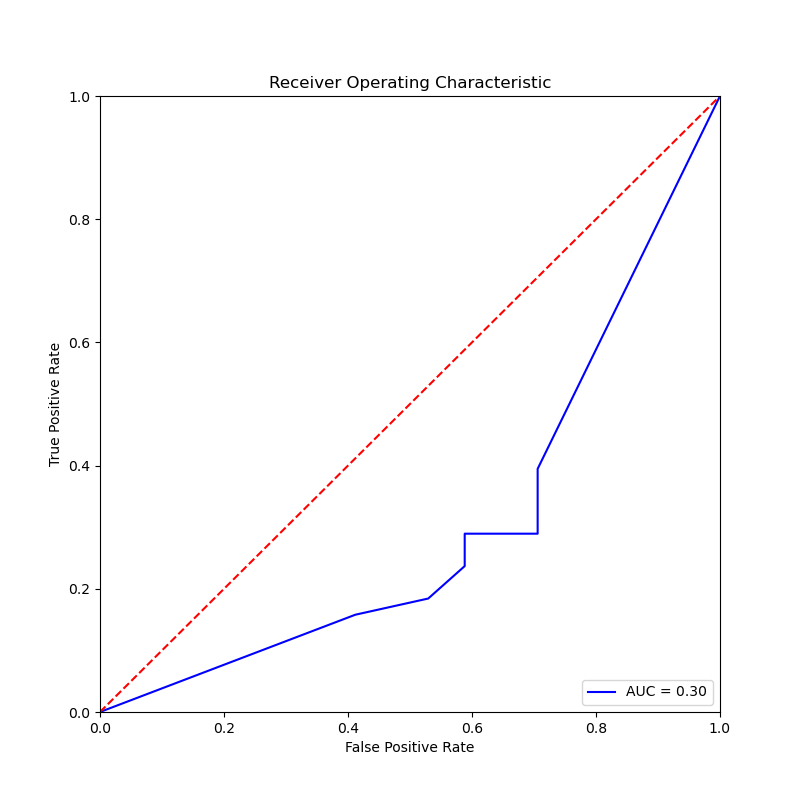 Receiver Operating Characteristic
True Positive Rate
1.0
0.8
0.6
0.4
0.2
0.0
AUC = 0.30
0.0 0.2 0.4 0.6 0.8 1.0
False Positive Rate